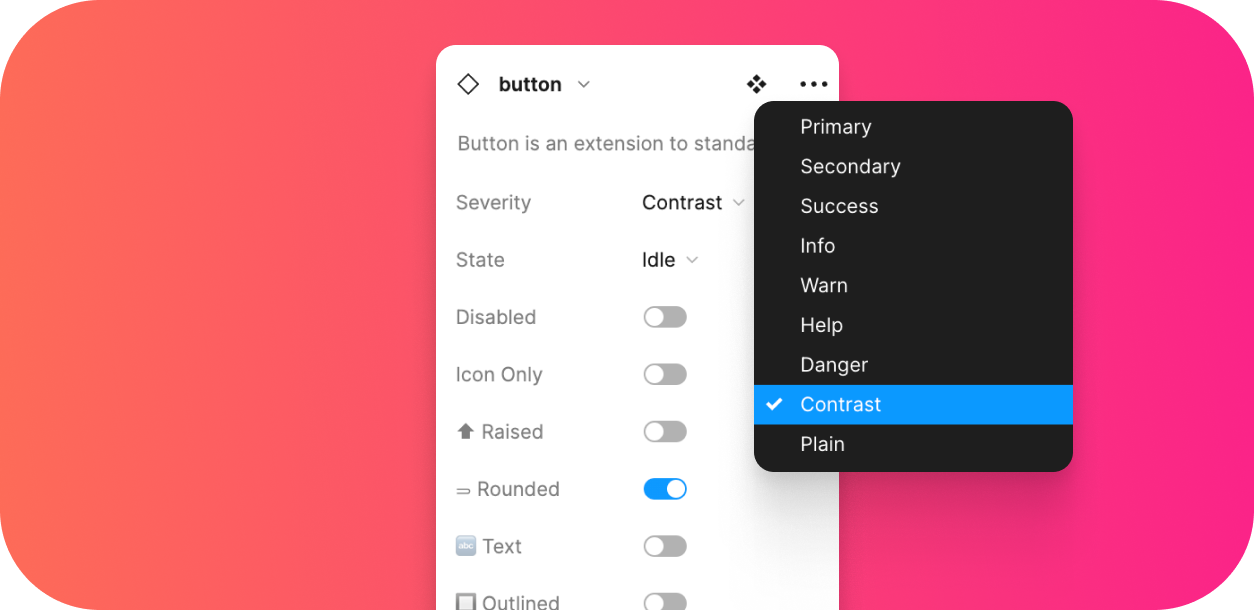 button
Button is an extension to standa
Severity Contrast
State Idle
Disabled
Icon Only
Raised
Rounded
abc Text
Outlined
Primary
Secondary
Success
Info
Warn
Help
Danger
Contrast
Plain